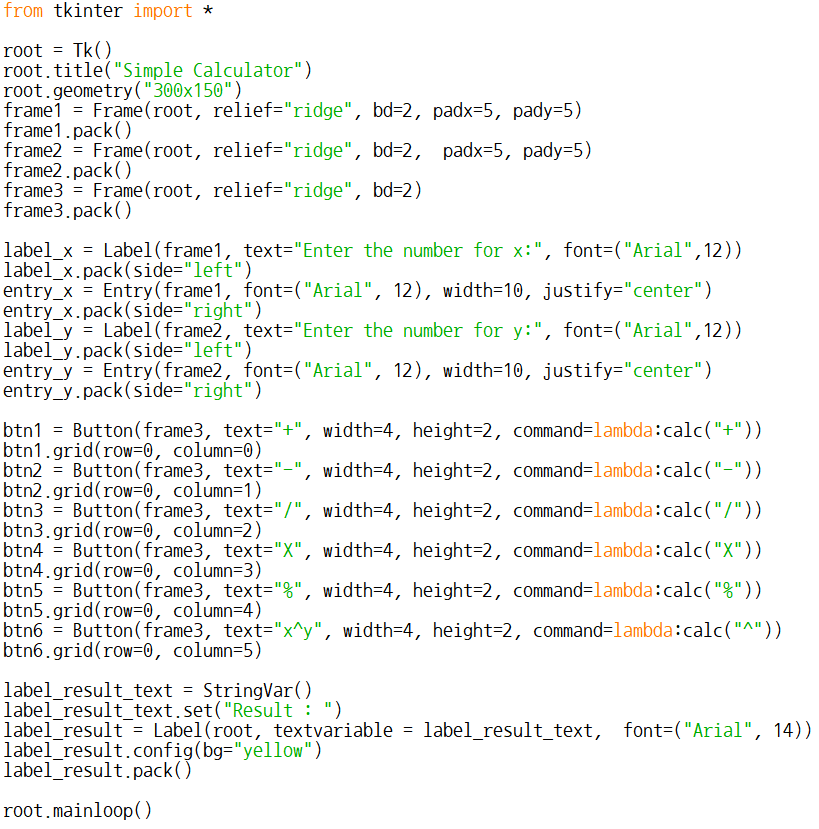 from tkinter import *

root = Tk()
root.title("Simple Calculator")
root.geometry("300x150")
frame1 = Frame(root, relief="ridge", bd=2, padx=5, pady=5)
frame1.pack()
frame2 = Frame(root, relief="ridge", bd=2,  padx=5, pady=5)
frame2.pack()
frame3 = Frame(root, relief="ridge", bd=2)
frame3.pack()

label_x = Label(frame1, text="Enter the number for x:", font=("Arial",12))
label_x.pack(side="left")
entry_x = Entry(frame1, font=("Arial", 12), width=10, justify="center")
entry_x.pack(side="right")
label_y = Label(frame2, text="Enter the number for y:", font=("Arial",12))
label_y.pack(side="left")
entry_y = Entry(frame2, font=("Arial", 12), width=10, justify="center")
entry_y.pack(side="right")

btn1 = Button(frame3, text="+", width=4, height=2, command=lambda:calc("+"))
btn1.grid(row=0, column=0)
btn2 = Button(frame3, text="-", width=4, height=2, command=lambda:calc("-"))
btn2.grid(row=0, column=1)
btn3 = Button(frame3, text="/", width=4, height=2, command=lambda:calc("/"))
btn3.grid(row=0, column=2)
btn4 = Button(frame3, text="X", width=4, height=2, command=lambda:calc("X"))
btn4.grid(row=0, column=3)
btn5 = Button(frame3, text="%", width=4, height=2, command=lambda:calc("%"))
btn5.grid(row=0, column=4)
btn6 = Button(frame3, text="x^y", width=4, height=2, command=lambda:calc("^"))
btn6.grid(row=0, column=5)

label_result_text = StringVar()
label_result_text.set("Result : ")
label_result = Label(root, textvariable = label_result_text,  font=("Arial", 14))
label_result.config(bg="yellow")
label_result.pack()

root.mainloop()